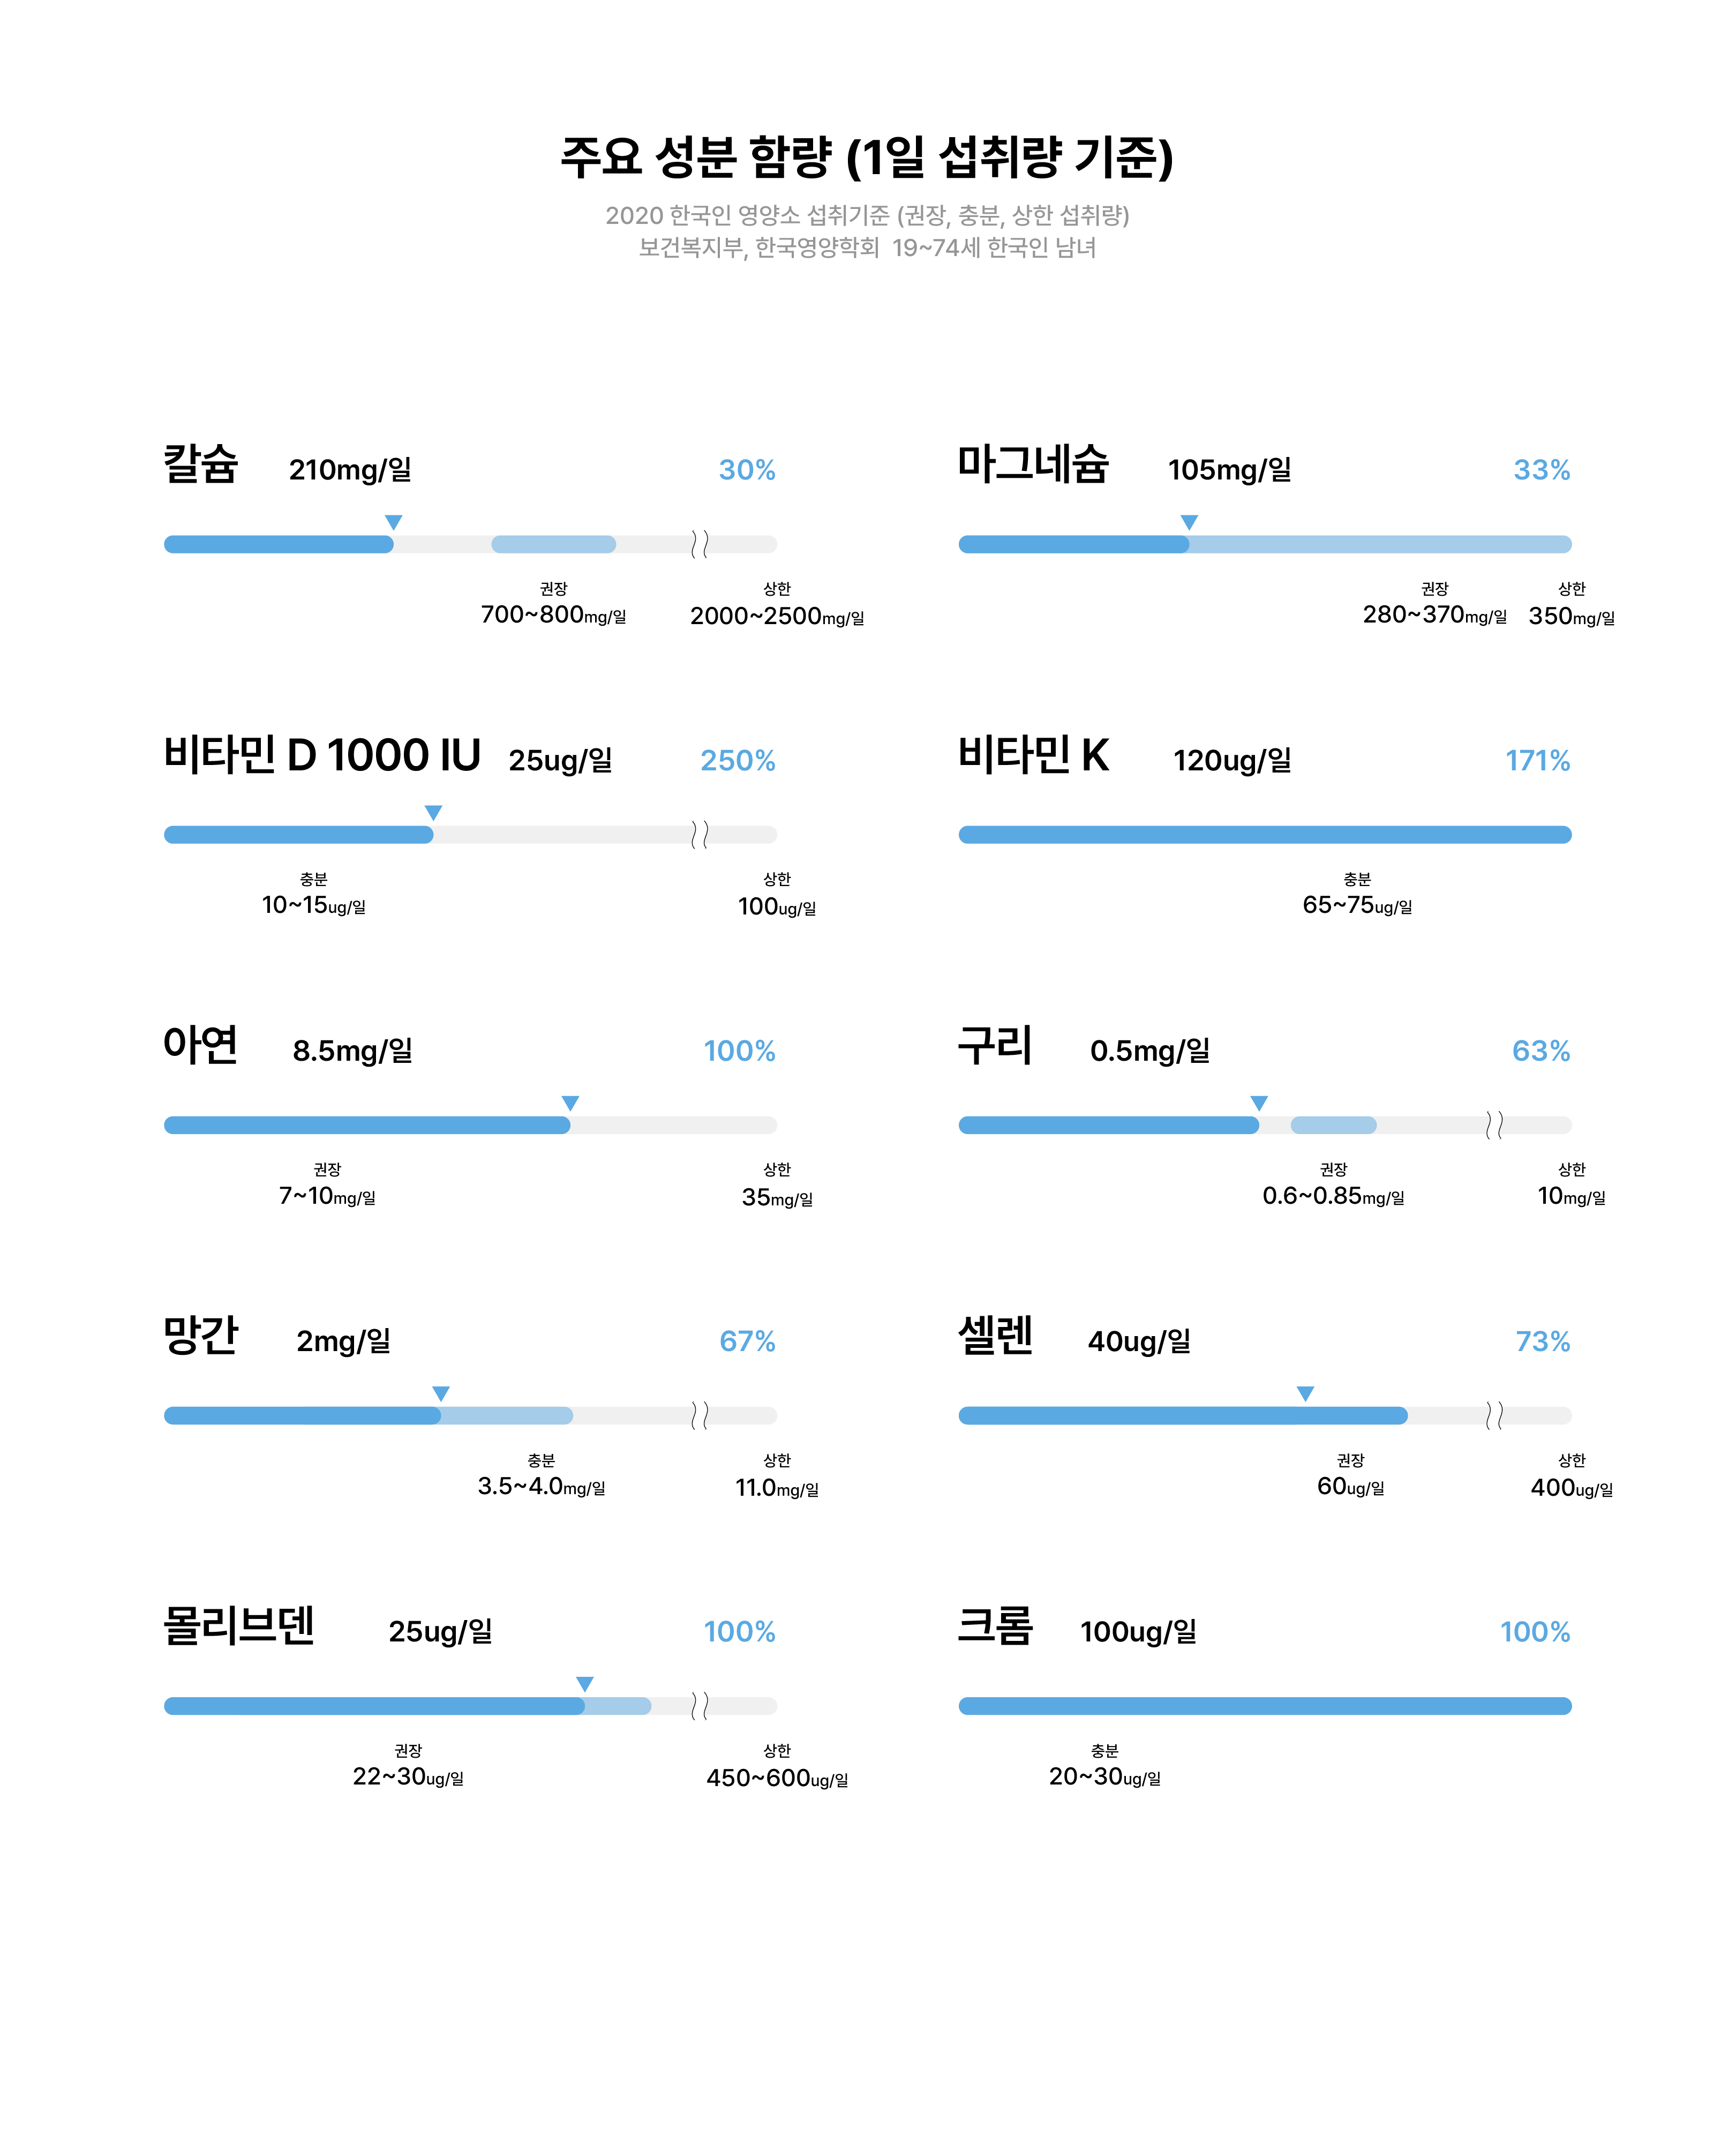 주요 성분 함량 (1일 섭취량 기준)
2020 한국인 영양소 섭취기준 (권장, 충분, 상한 섭취량)
보건복지부, 한국영양학회 19~74세 한국인 남녀
칼슘 210mg/일 30%
권장 상한
700~800mg/일 2000~2500mg/일
마그네슘 105mg/일 33%
권장 상한
280~370mg/일 350mg/일
비타민 D 1000 IU 25ug/일 250%
충분 상한
10~15ug/일 100ug/일
비타민 K 120ug/일 171%
충분
65~75ug/일
아연 8.5mg/일 100%
권장 상한
7~10mg/일 35mg/일
구리 0.5mg/일 63%
권장 상한
0.6~0.85mg/일 10mg/일
망간 2mg/일 67%
충분 상한
3.5~4.0mg/일 11.0mg/일
셀렌 40ug/일 73%
권장 상한
60ug/일 400ug/일
몰리브덴 25ug/일 100%
권장 상한
22~30ug/일 450~600ug/일
크롬 100ug/일 100%
충분
20~30ug/일